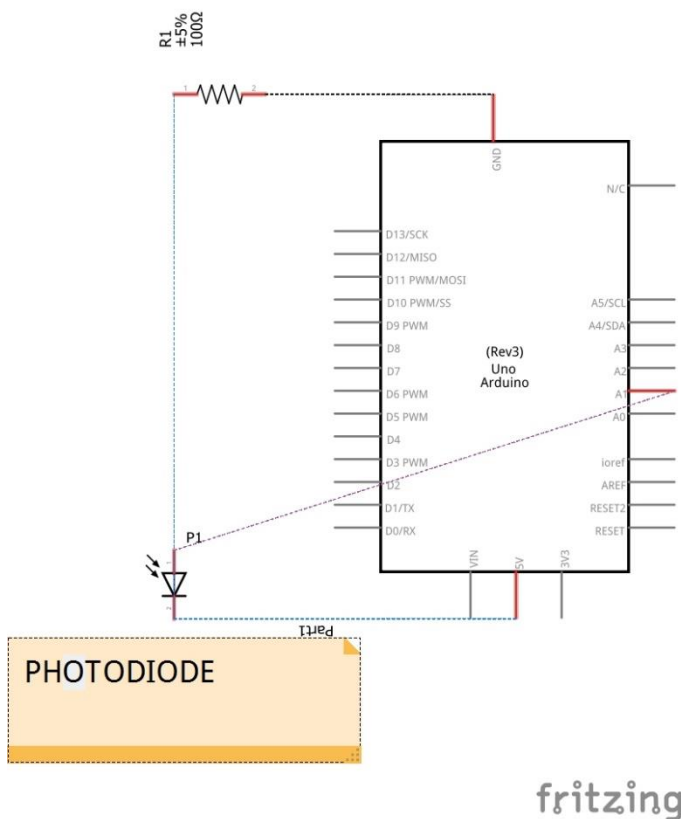 R1
±5%
100Ω
1
2
GND
N/C
D13/SCK
D12/MISO
D11 PWM/MOSI
D10 PWM/SS
D9 PWM
D8
D7
D6 PWM
D5 PWM
D4
D3 PWM
D2
D1/TX
D0/RX
(Rev3)
Uno
Arduino
A5/SCL
A4/SDA
A3
A2
A1
A0
ioref
AREF
RESET2
RESET
VIN
5V
3V3
P1
1
2
Part1
PHOTODIODE
fritzing